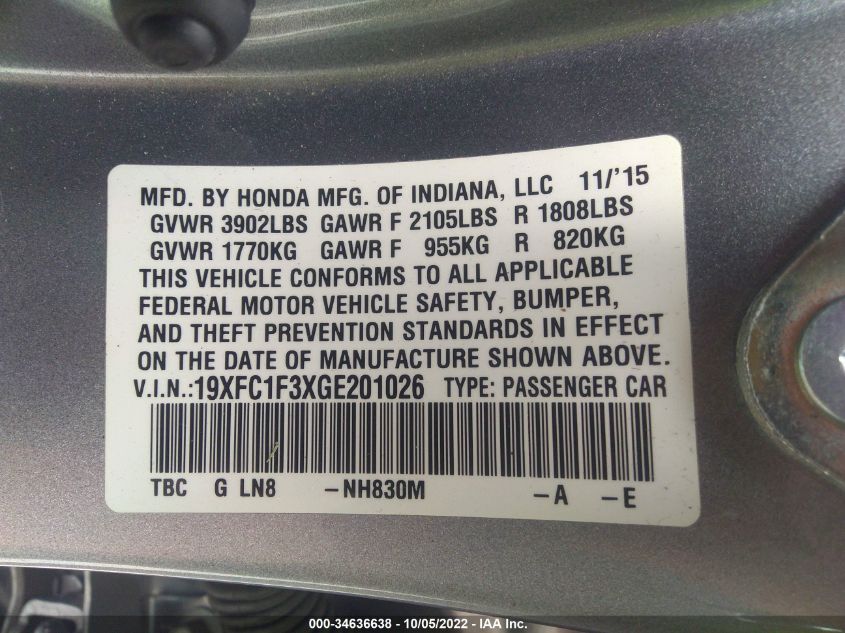 MFD. BY HONDA MFG. OF INDIANA, LLC 11/'15
GVWR 3902LBS GAWR F 2105LBS R 1808LBS
GVWR 1770KG GAWR F 955KG R 820KG
THIS VEHICLE CONFORMS TO ALL APPLICABLE
FEDERAL MOTOR VEHICLE SAFETY, BUMPER,
AND THEFT PREVENTION STANDARDS IN EFFECT
ON THE DATE OF MANUFACTURE SHOWN ABOVE.
V.I.N.:19XFC1F3XGE201026 TYPE: PASSENGER CAR
TBC G LN8 -NH830M -A -E
000-34636638 - 10/05/2022 - IAA Inc.